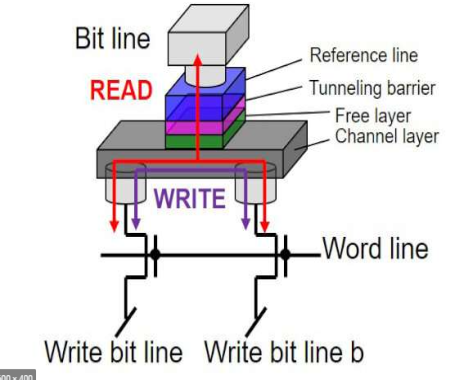 Bit line
READ
Reference line
Tunneling barrier
Free layer
Channel layer
WRITE
Word line
Write bit line
Write bit line b